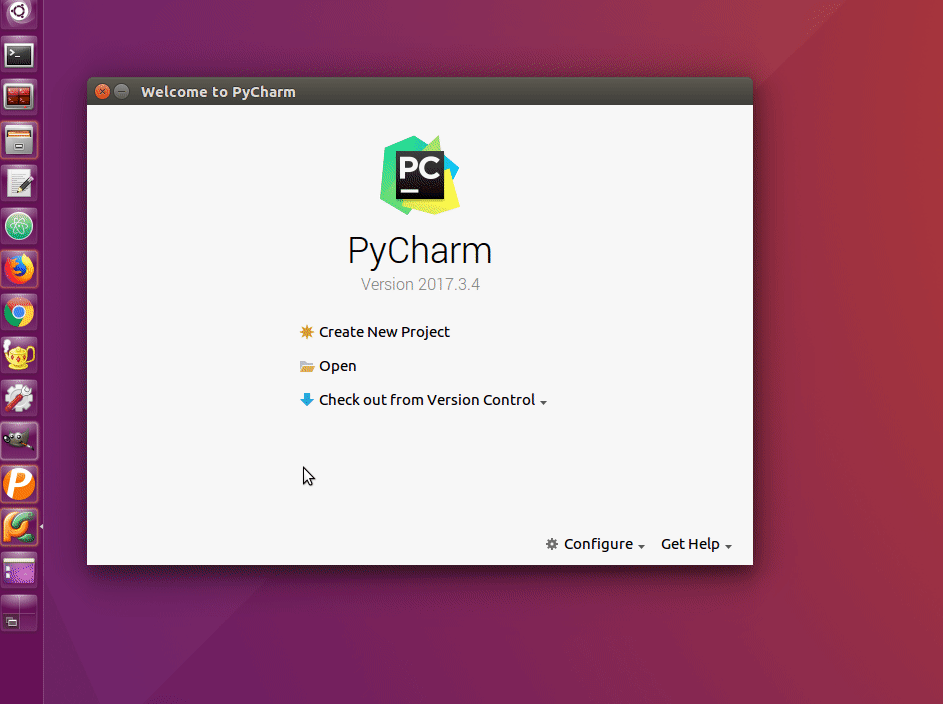 Welcome to PyCharm
PC
PyCharm
Version 2017.3.4
Create New Project
Open
Check out from Version Control
Configure
Get Help
P